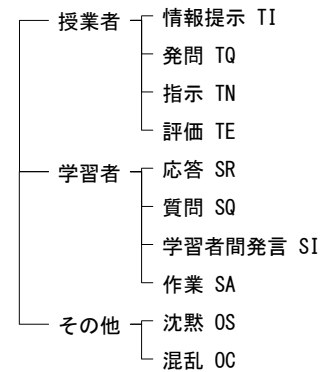 授業者 情報提示 TI
発問 TQ
指示 TN
評価 TE
学習者 応答 SR
質問 SQ
学習者間発言 SI
作業 SA
その他 沈黙 OS
混乱 OC